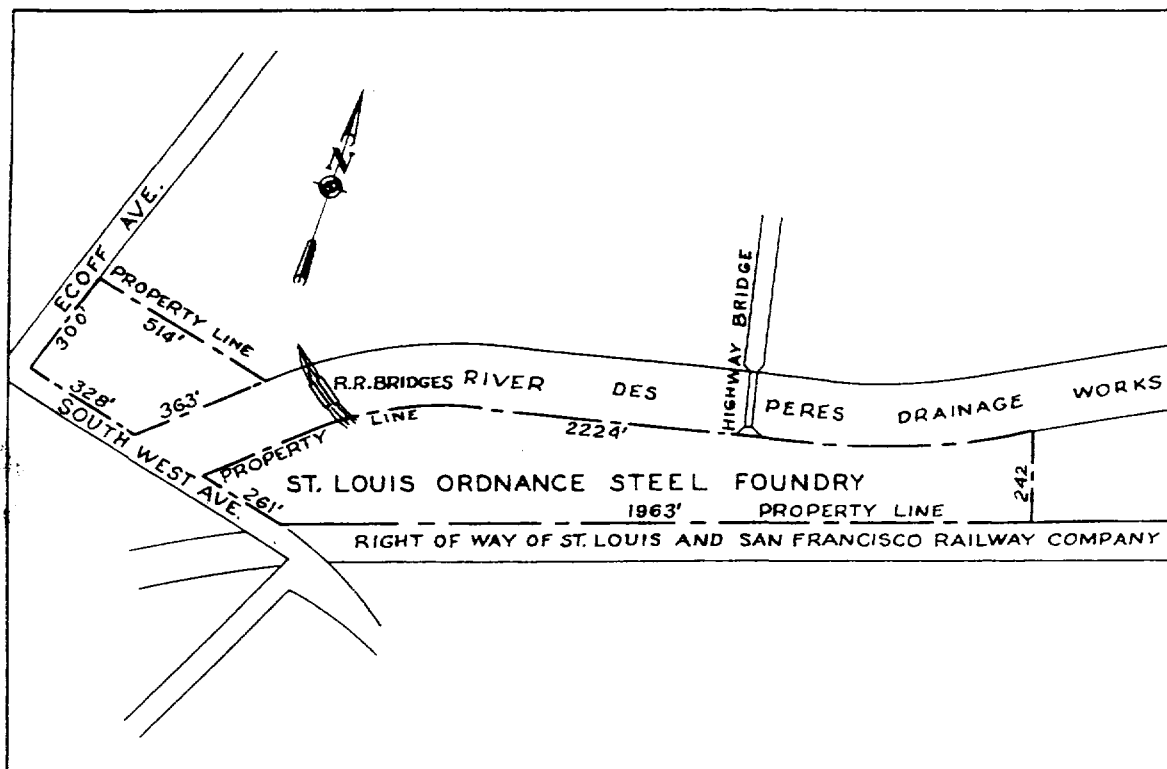 N
ECOFF AVE.
300'
PROPERTY LINE
514'
328'
363'
SOUTH WEST AVE.
R.R. BRIDGES
RIVER DES PERES DRAINAGE WORKS
HIGHWAY BRIDGE
PROPERTY LINE
2224'
261'
ST. LOUIS ORDNANCE STEEL FOUNDRY
242
1963'
PROPERTY LINE
RIGHT OF WAY OF ST. LOUIS AND SAN FRANCISCO RAILWAY COMPANY